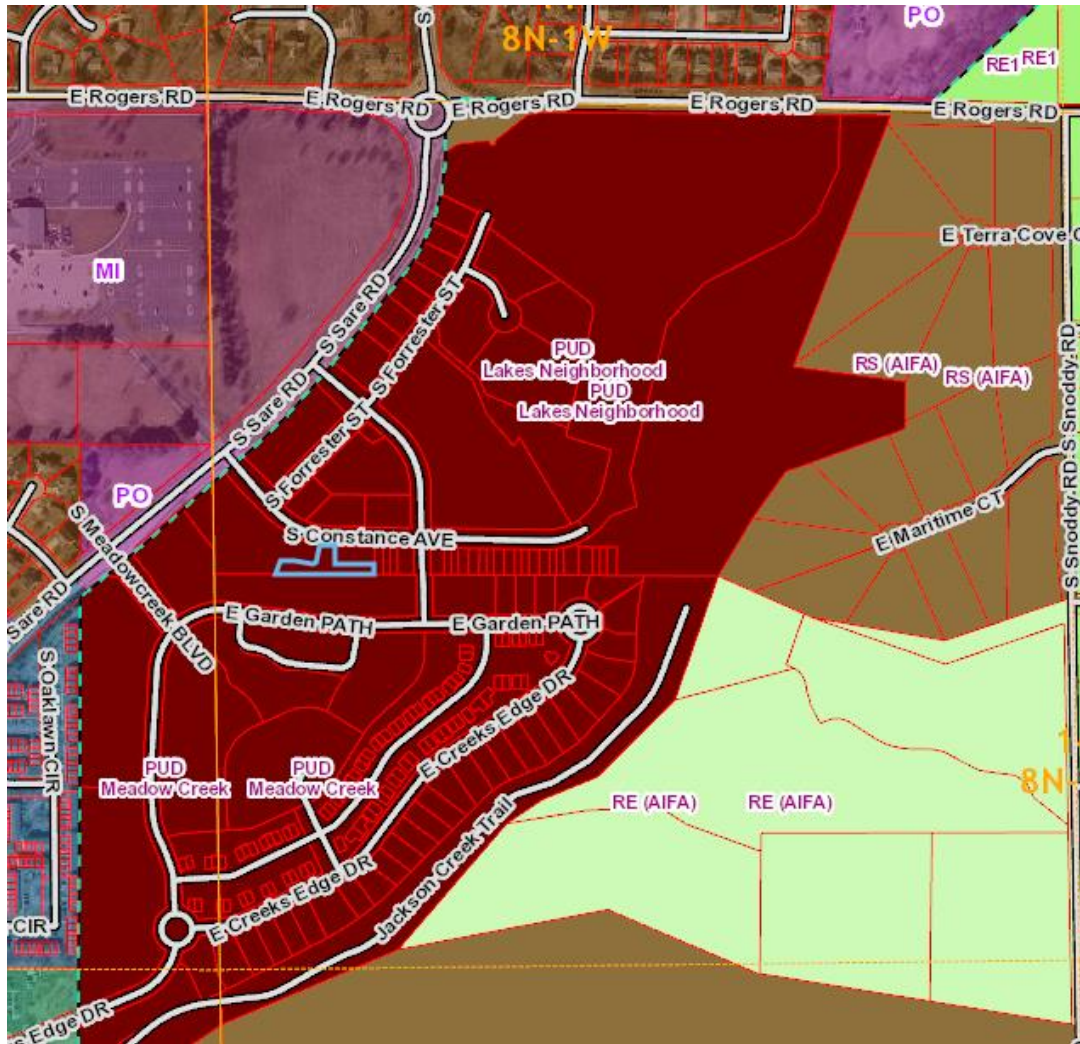 PO
8N-1W
RE1
RE1
E Rogers RD
E Rogers RD
E Rogers RD
E Rogers RD
E Rogers RD
MI
E Terra Cove
S Sare RD
S Forrester ST
PUD
Lakes Neighborhood
PUD
Lakes Neighborhood
RS (AIFA)
RS (AIFA)
S Snoddy RD
S Snoddy RD
S Sare RD
S Forrester ST
PO
S Meadowcreek BLVD
S Constance AVE
E Maritime CT
Sare RD
E Garden PATH
E Garden PATH
S Oaklawn CIR
E Creeks Edge DR
PUD
Meadow Creek
PUD
Meadow Creek
RE (AIFA)
RE (AIFA)
8N-
Jackson Creek Trail
E Creeks Edge DR
CIR
Edge DR